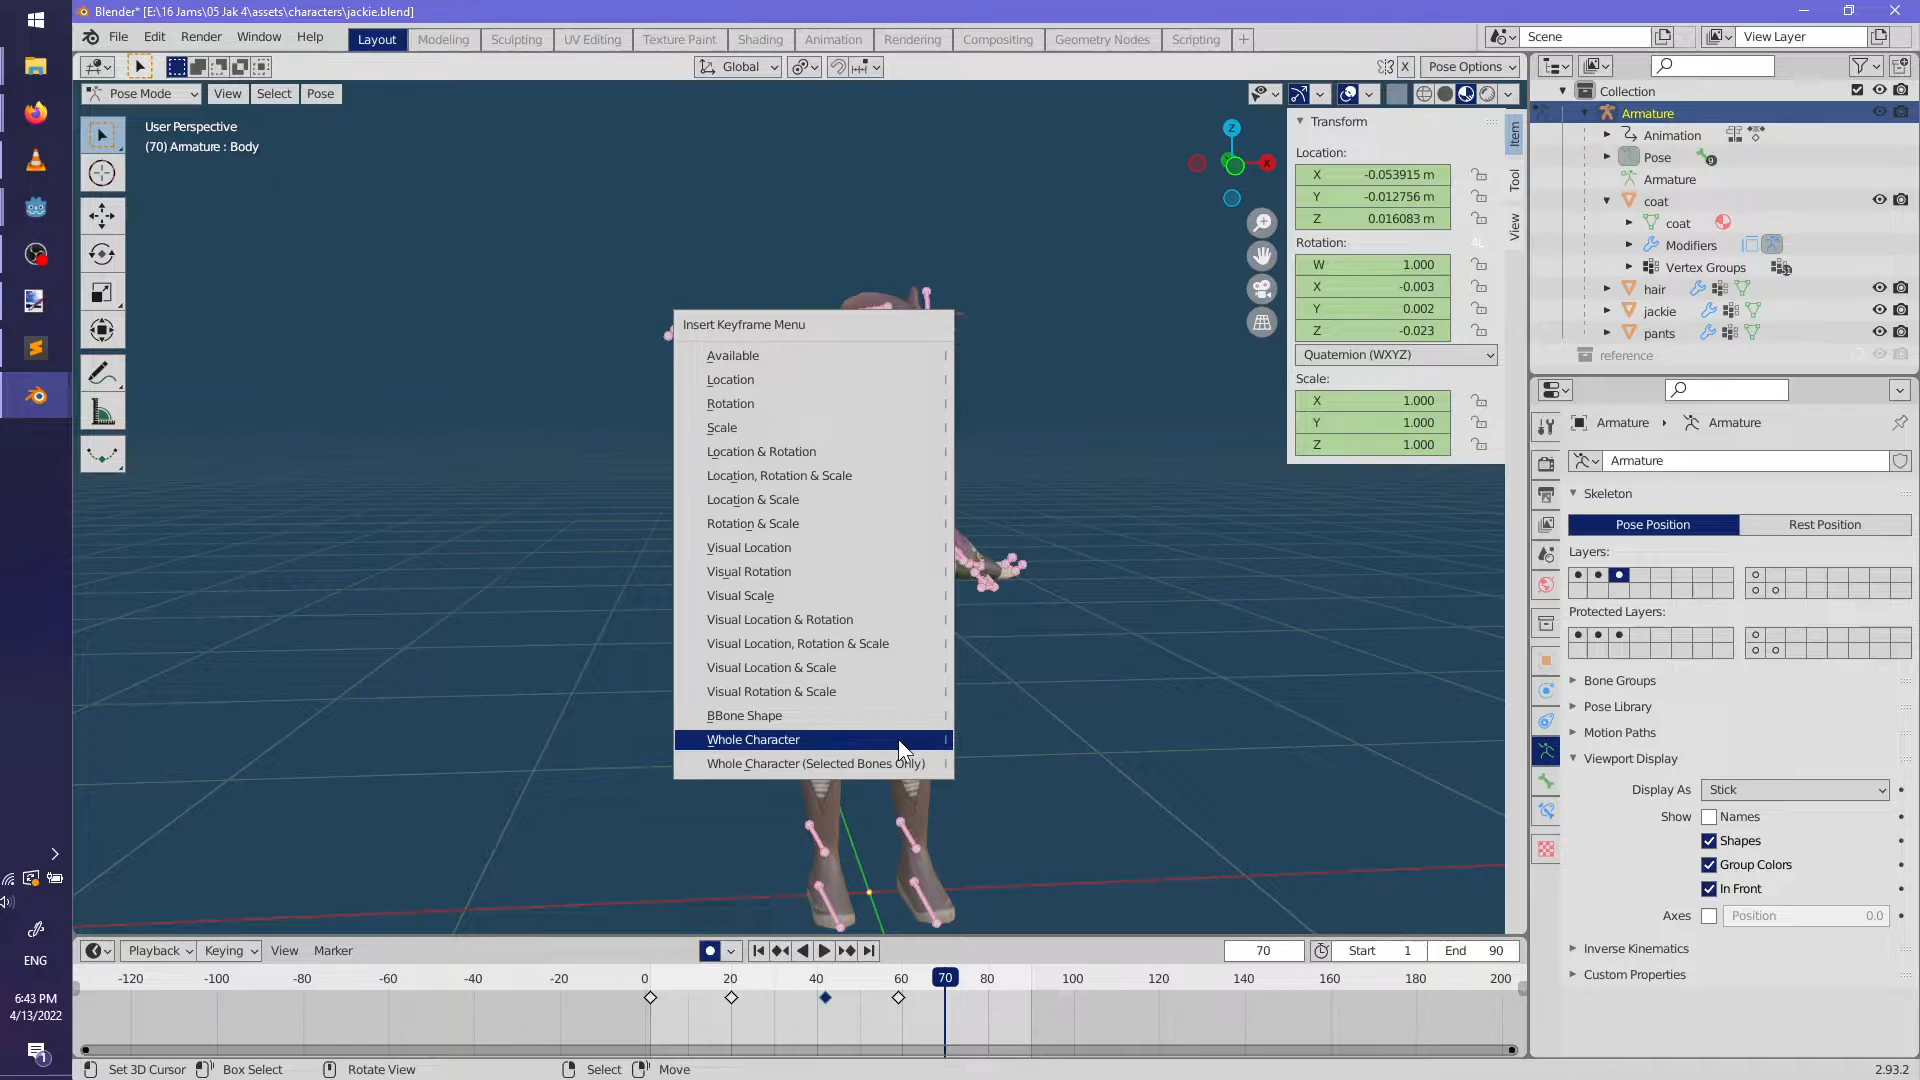 Blender* [E:\16 Jams\05 Jak 4\assets\characters\jackie.blend]
File Edit Render Window Help
Layout Modeling Sculpting UV Editing Texture Paint Shading Animation Rendering Compositing Geometry Nodes Scripting +
Scene
View Layer
Global
X
Pose Options
Pose Mode View Select Pose
User Perspective
(70) Armature : Body
Z
X
Transform
Location:
X -0.053915 m
Y -0.012756 m
Z 0.016083 m
Rotation:
4L
W 1.000
X -0.003
Y 0.002
Z -0.023
Quaternion (WXYZ)
Scale:
X 1.000
Y 1.000
Z 1.000
Item
Tool
View
Insert Keyframe Menu
Available I
Location I
Rotation I
Scale I
Location & Rotation I
Location, Rotation & Scale I
Location & Scale I
Rotation & Scale I
Visual Location I
Visual Rotation I
Visual Scale I
Visual Location & Rotation I
Visual Location, Rotation & Scale I
Visual Location & Scale I
Visual Rotation & Scale I
BBone Shape I
Whole Character I
Whole Character (Selected Bones Only) I
Collection
Armature
Animation
Pose 9
Armature
coat
coat
Modifiers
Vertex Groups
hair
jackie
pants
reference
Armature Armature
Armature
Skeleton
Pose Position Rest Position
Layers:
Protected Layers:
Bone Groups
Pose Library
Motion Paths
Viewport Display
Display As Stick
Show Names
Shapes
Group Colors
In Front
Axes Position 0.0
Inverse Kinematics
Custom Properties
Playback Keying View Marker
70 Start 1 End 90
-120 -100 -80 -60 -40 -20 0 20 40 60 70 80 100 120 140 160 180 200
Set 3D Cursor Box Select Rotate View Select Move 2.93.2
ENG
6:43 PM
4/13/2022
1